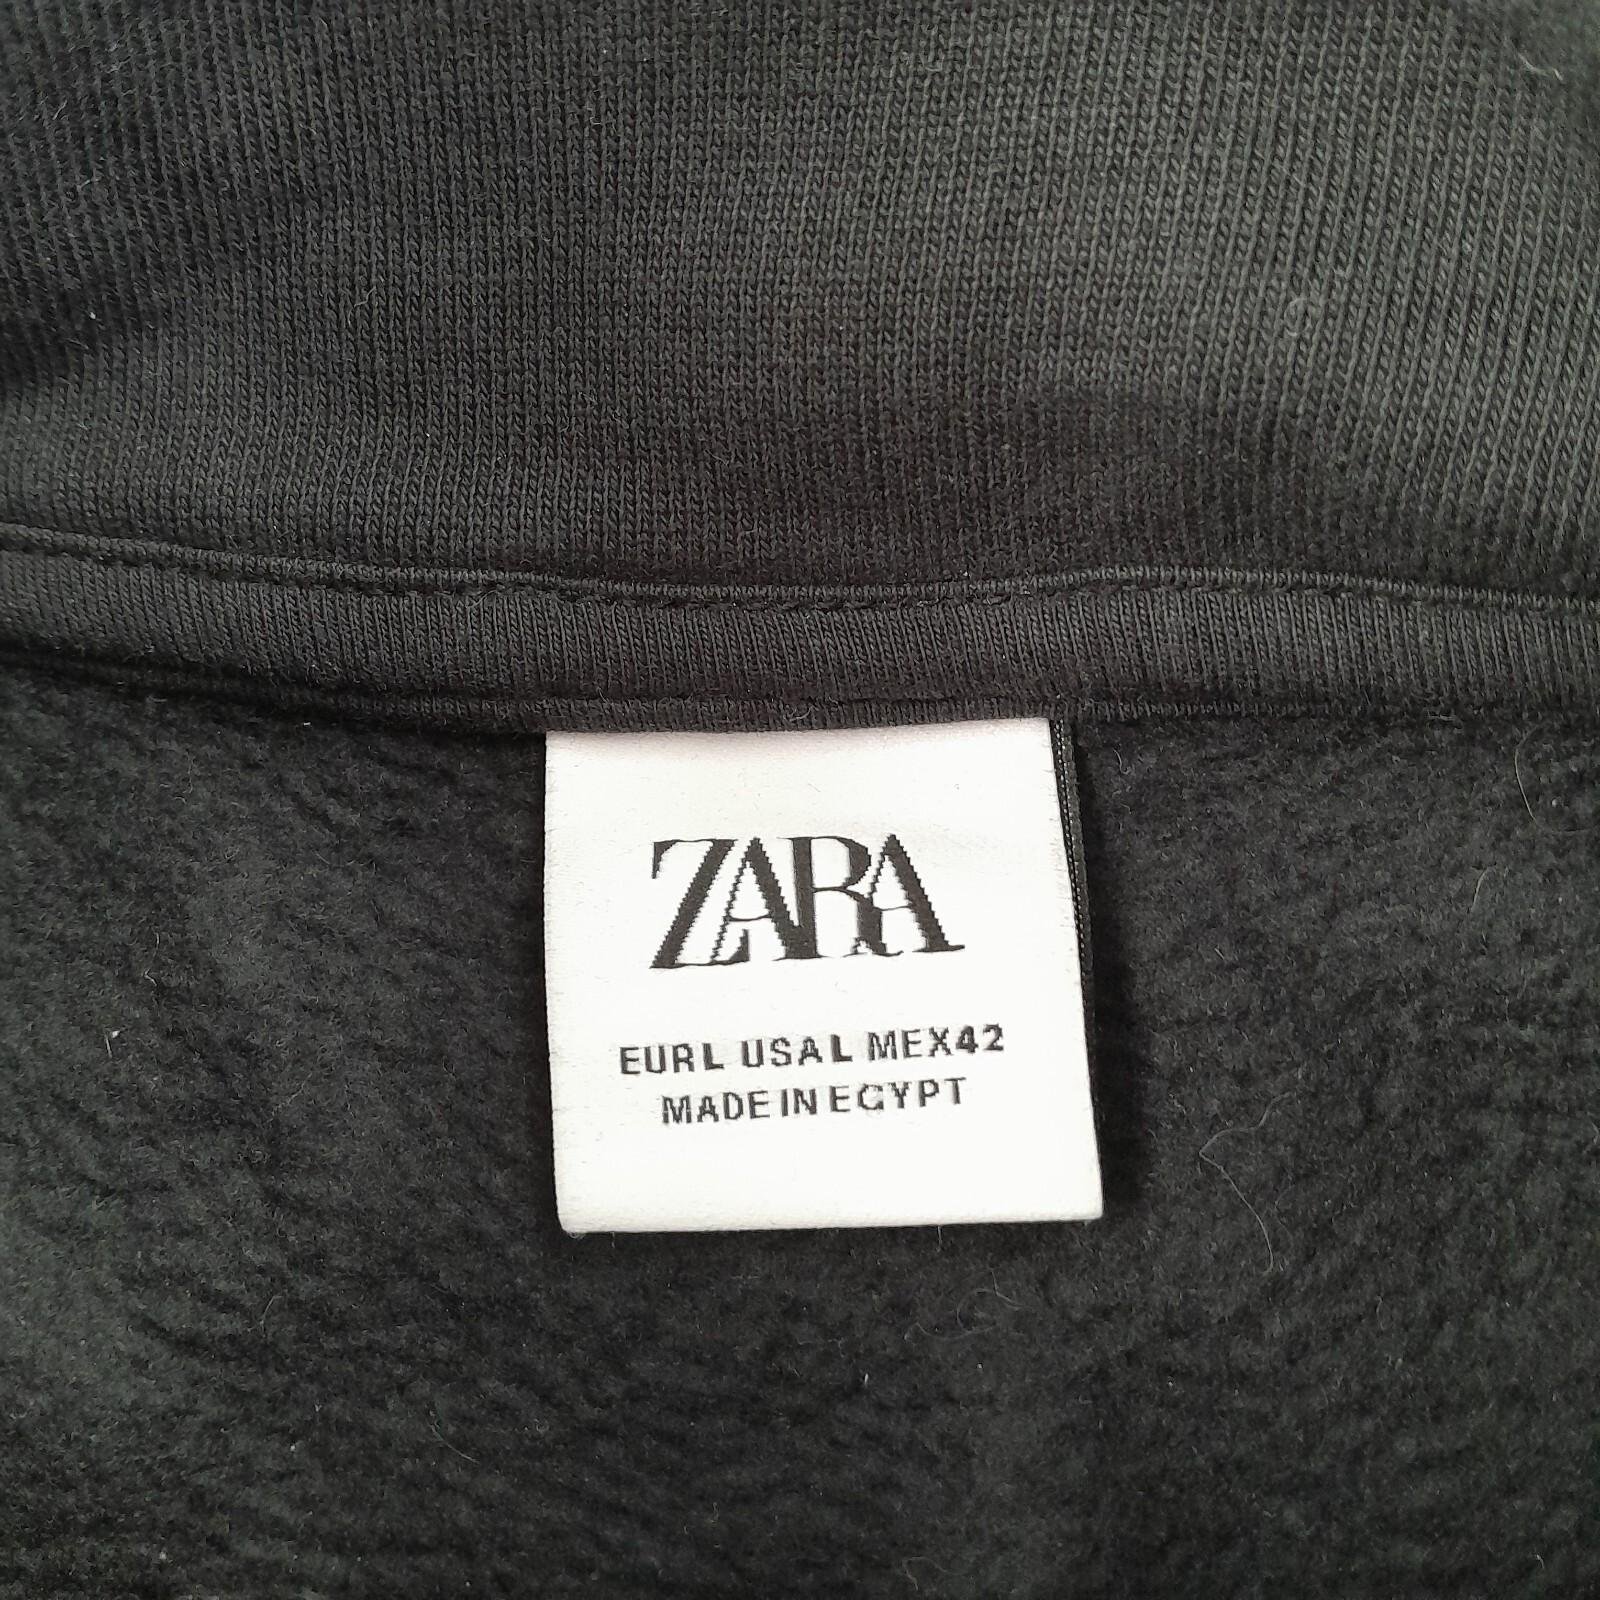 ZARA
EUR L USA L MEX 42
MADE IN EGYPT